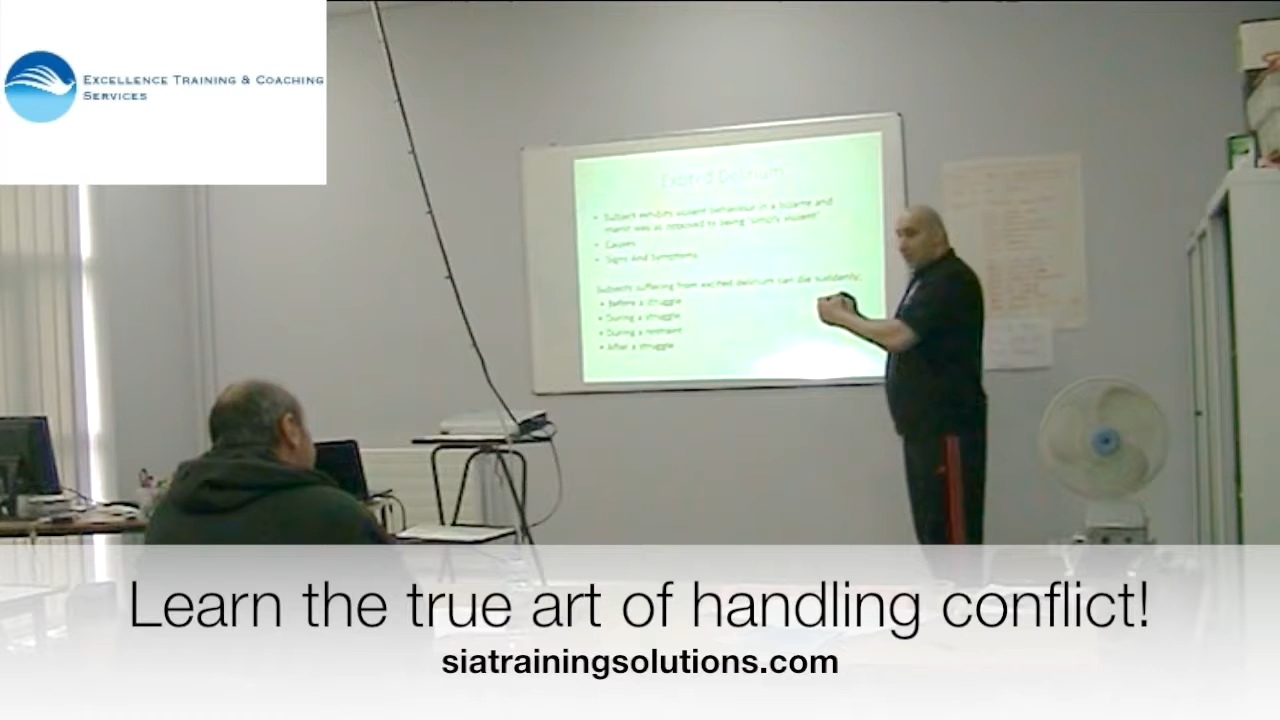 EXCELLENCE TRAINING & COACHING
SERVICES
Excited Delirium
• Subject exhibits violent behaviour in a bizarre and
manic way as opposed to being "simply violent"
• Causes
• Signs And Symptoms
Subjects suffering from excited delirium can die suddenly;
• Before a struggle
• During a struggle
• During a restraint
• After a struggle
Learn the true art of handling conflict!
siatrainingsolutions.com